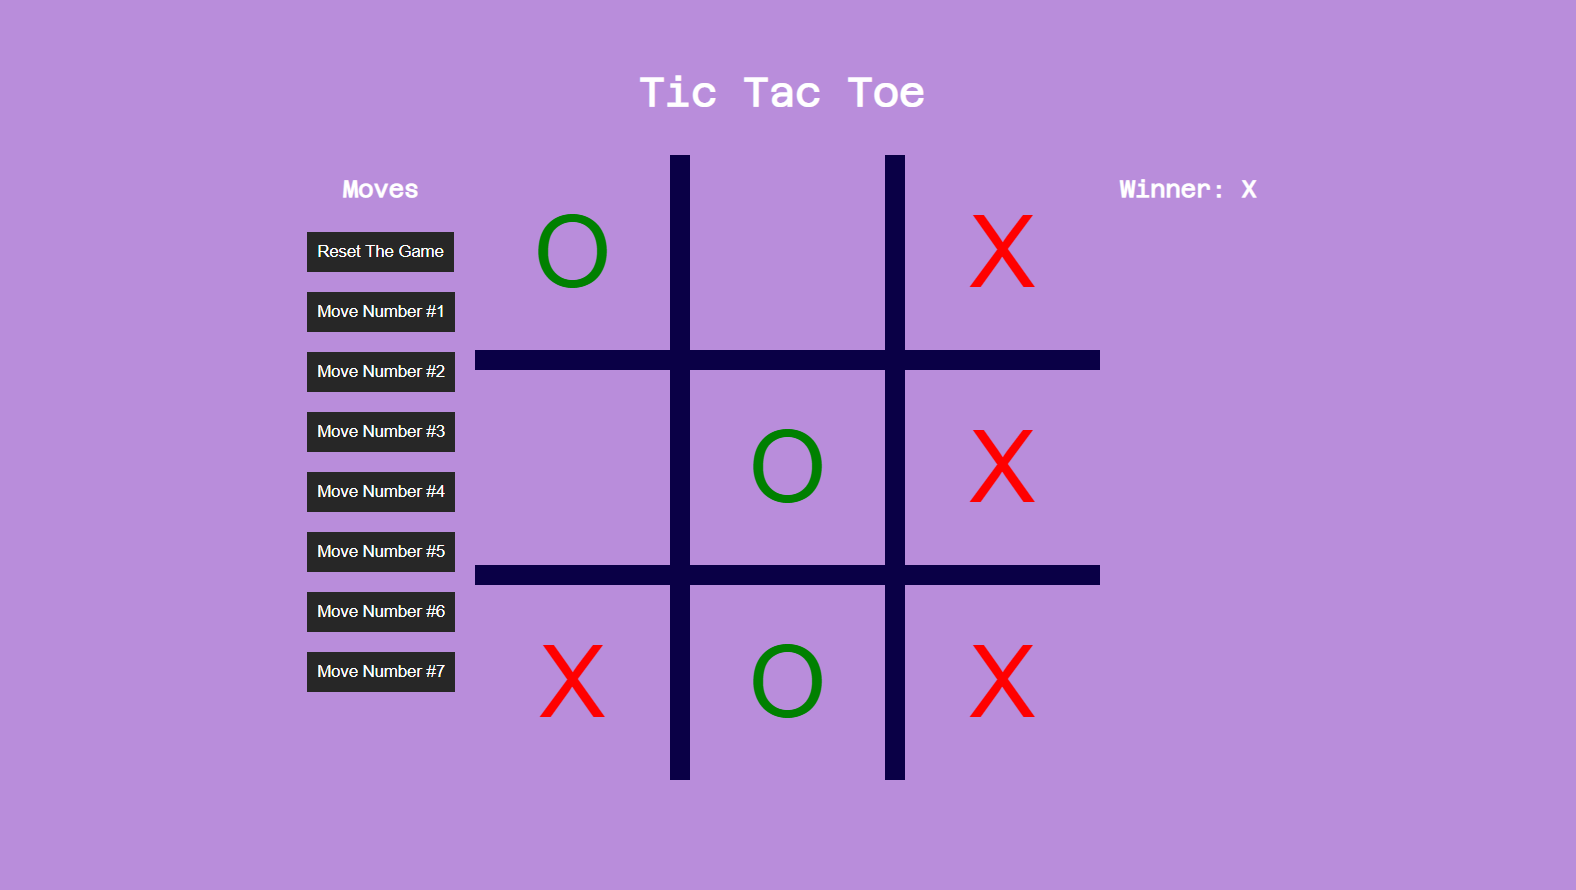 Tic Tac Toe
Moves
Reset The Game
Move Number #1
Move Number #2
Move Number #3
Move Number #4
Move Number #5
Move Number #6
Move Number #7
O X
O X
X O X
Winner: X